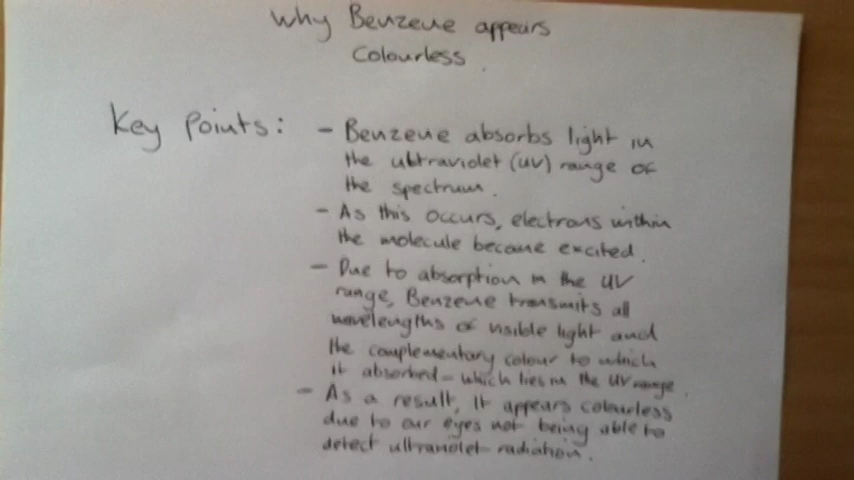 Why Benzene appears
Colourless.
Key Points: - Benzene absorbs light in
the ultraviolet (UV) range of
the spectrum.
- As this occurs, electrons within
the molecule become excited.
- Due to absorption in the UV
range, Benzene transmits all
wavelengths of visible light and
the complementary colour to which
it absorbed - which lies in the UV range.
- As a result, It appears colourless
due to our eyes not being able to
detect ultraviolet radiation.